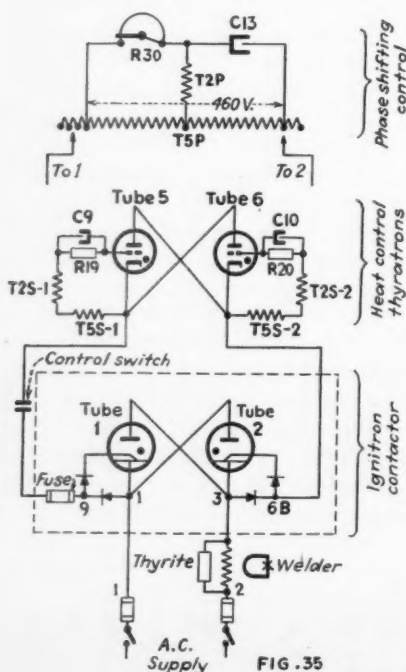 C13
R30
T2P
460V.
T5P
To 1
To 2
Phase shifting control
Tube 5
Tube 6
C9
C10
R19
R20
T2S-1
T2S-2
T5S-1
T5S-2
Heat control thyratrons
Control switch
Tube 1
Tube 2
Fuse
9
1
3
6B
Ignitron contactor
Thyrite
Welder
1
2
A.C. Supply
FIG. 35